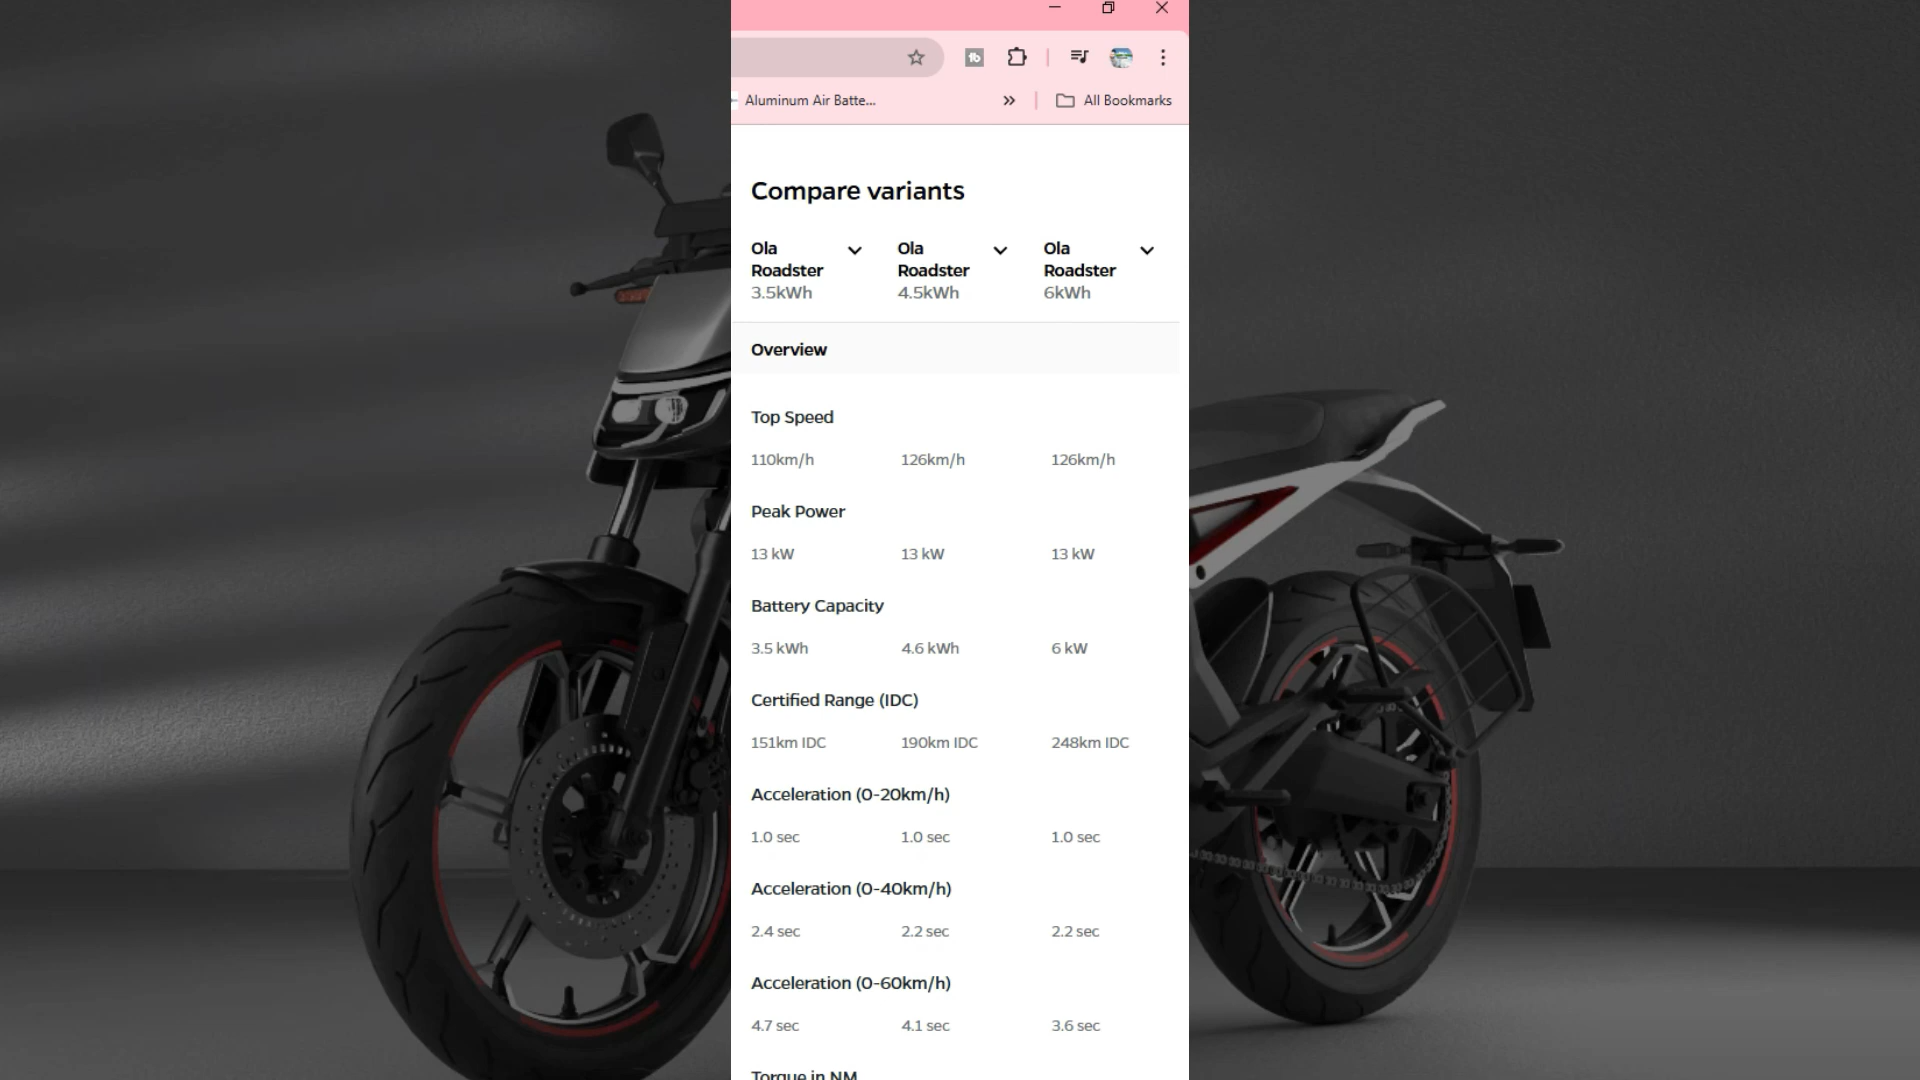 Aluminum Air Batte...
All Bookmarks
Compare variants
Ola Roadster 3.5kWh
Ola Roadster 4.5kWh
Ola Roadster 6kWh
Overview
Top Speed
110km/h 126km/h 126km/h
Peak Power
13 kW 13 kW 13 kW
Battery Capacity
3.5 kWh 4.6 kWh 6 kW
Certified Range (IDC)
151km IDC 190km IDC 248km IDC
Acceleration (0-20km/h)
1.0 sec 1.0 sec 1.0 sec
Acceleration (0-40km/h)
2.4 sec 2.2 sec 2.2 sec
Acceleration (0-60km/h)
4.7 sec 4.1 sec 3.6 sec
Torque in NM